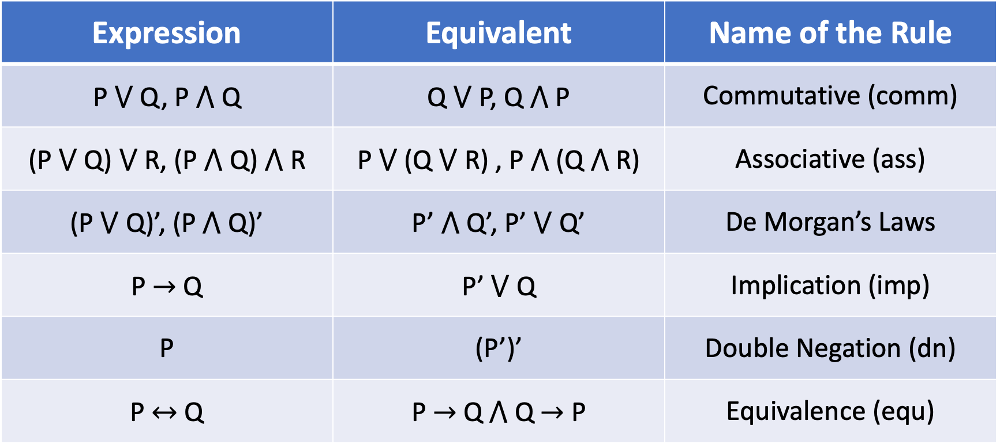 Expression Equivalent Name of the Rule
P ⋁ Q, P ⋀ Q Q ⋁ P, Q ⋀ P Commutative (comm)
(P ⋁ Q) ⋁ R, (P ⋀ Q) ⋀ R P ⋁ (Q ⋁ R) , P ⋀ (Q ⋀ R) Associative (ass)
(P ⋁ Q)’, (P ⋀ Q)’ P’ ⋀ Q’, P’ ⋁ Q’ De Morgan’s Laws
P → Q P’ ⋁ Q Implication (imp)
P (P’)’ Double Negation (dn)
P ↔ Q P → Q ⋀ Q → P Equivalence (equ)